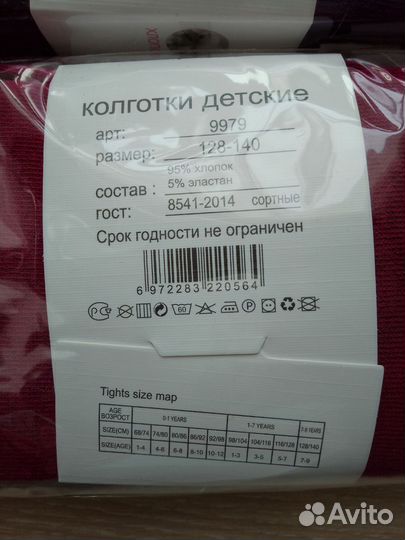 колготки детские
арт: 9979
размер: 128-140
95% хлопок
состав: 5% эластан
гост: 8541-2014 сортные
Срок годности не ограничен
6 972283 220564
60
Tights size map
AGE ВОЗРОСТ 0-1 YEARS 1-7 YEARS 7-9 YEARS
SIZE(CM) 68/74 74/80 80/86 86/92 92/98 98/104 104/116 116/128 128/140
SIZE(AGE) 1-4 4-6 6-8 8-10 10-12 1-3 3-5 5-7 7-9
Avito